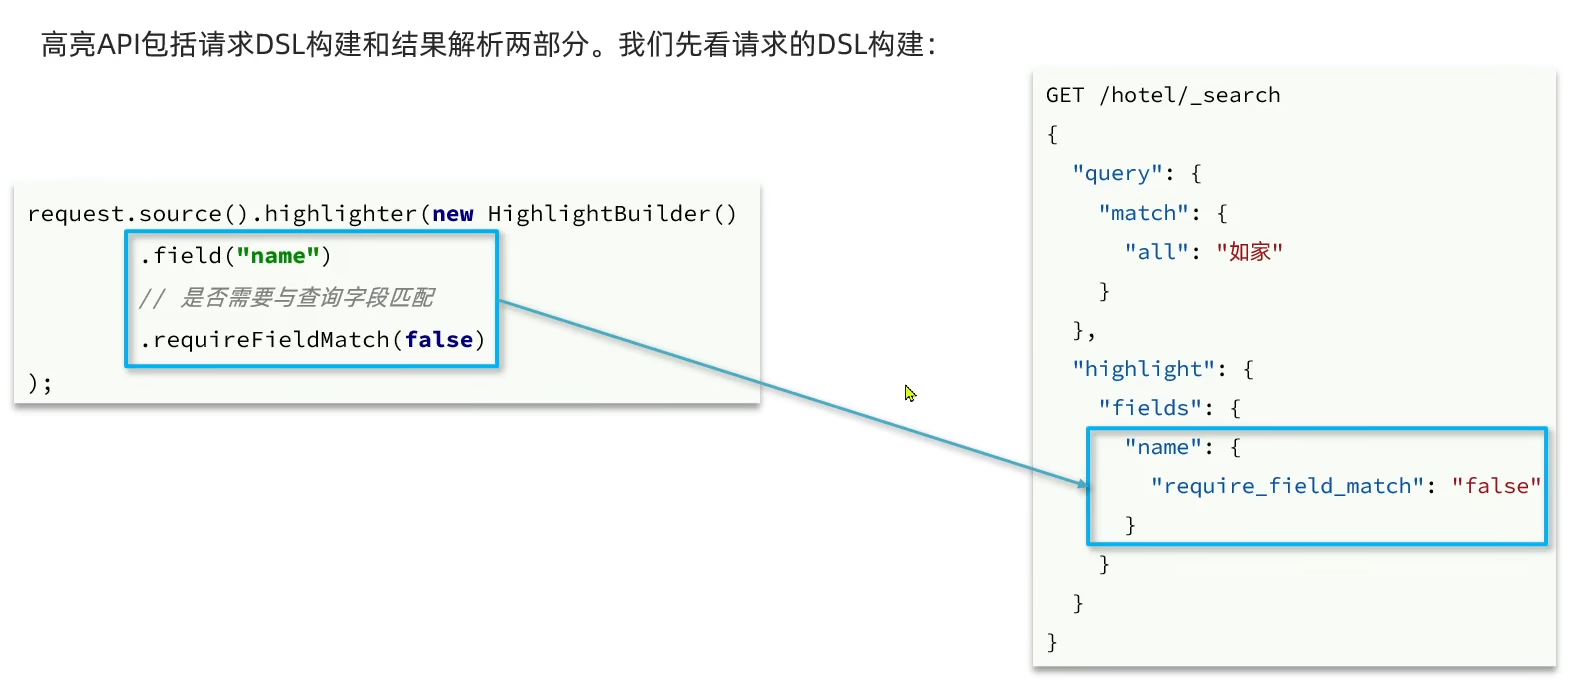 高亮API包括请求DSL构建和结果解析两部分。我们先看请求的DSL构建：
request.source().highlighter(new HighlightBuilder()
.field("name")
// 是否需要与查询字段匹配
.requireFieldMatch(false)
);
GET /hotel/_search
{
"query": {
"match": {
"all": "如家"
}
},
"highlight": {
"fields": {
"name": {
"require_field_match": "false"
}
}
}
}